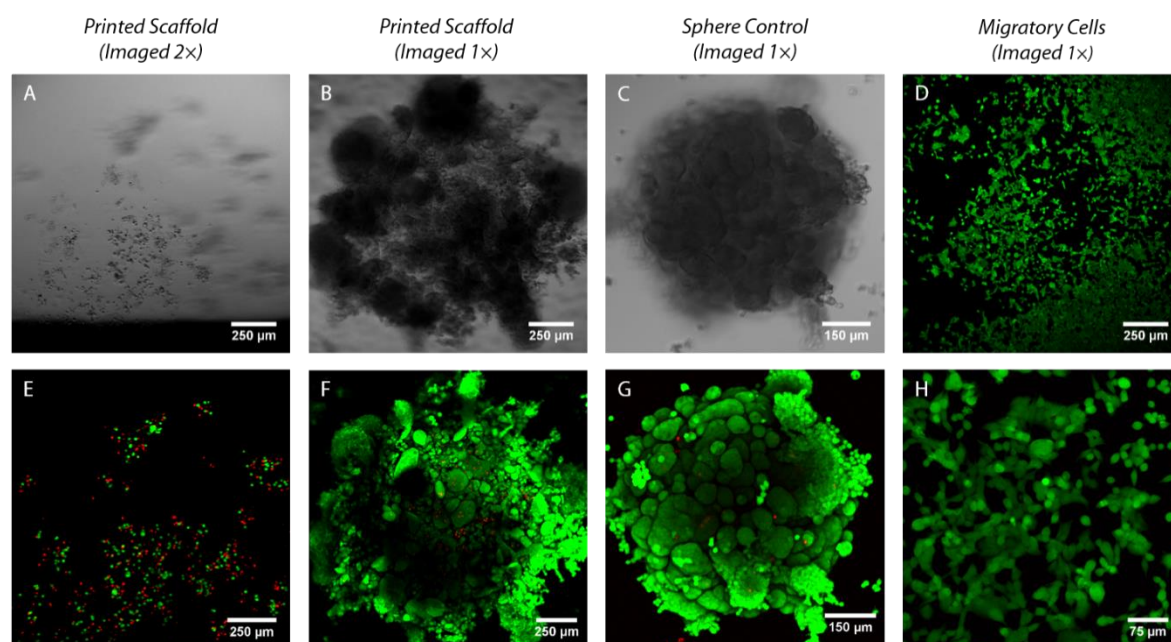 Printed Scaffold
(Imaged 2×)
Printed Scaffold
(Imaged 1×)
Sphere Control
(Imaged 1×)
Migratory Cells
(Imaged 1×)
A
B
C
D
250 µm
250 µm
150 µm
250 µm
E
F
G
H
250 µm
250 µm
150 µm
75 µm